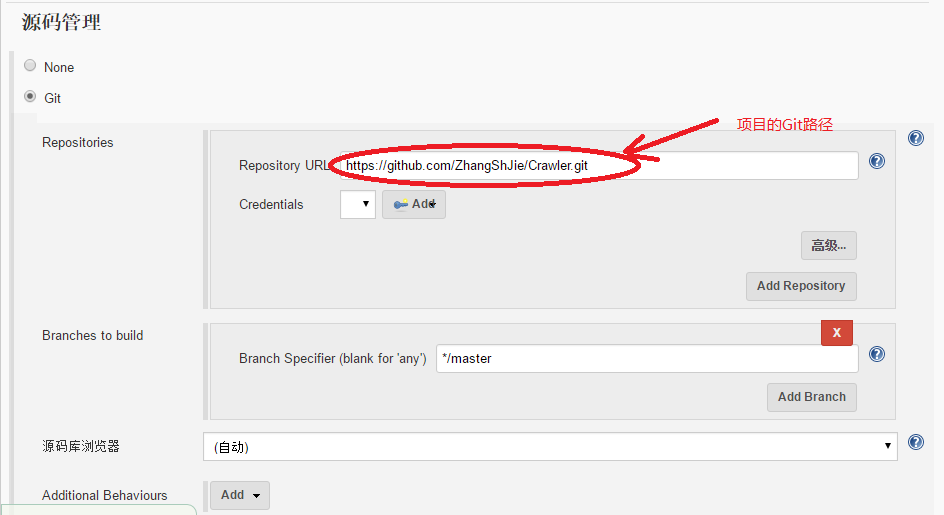 源码管理
None
Git
项目的Git路径
Repositories
Repository URL https://github.com/ZhangShJie/Crawler.git
Credentials Add
高级...
Add Repository
Branches to build
X
Branch Specifier (blank for 'any') */master
Add Branch
源码库浏览器 (自动)
Additional Behaviours Add